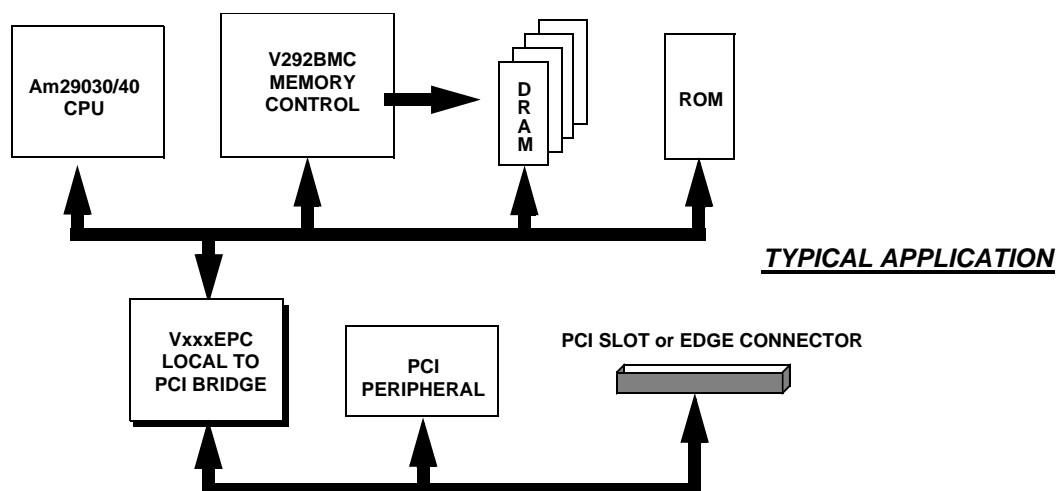 Am29030/40
CPU
V292BMC
MEMORY
CONTROL
D
R
A
M
ROM
TYPICAL APPLICATION
VxxxEPC
LOCAL TO
PCI BRIDGE
PCI
PERIPHERAL
PCI SLOT or EDGE CONNECTOR